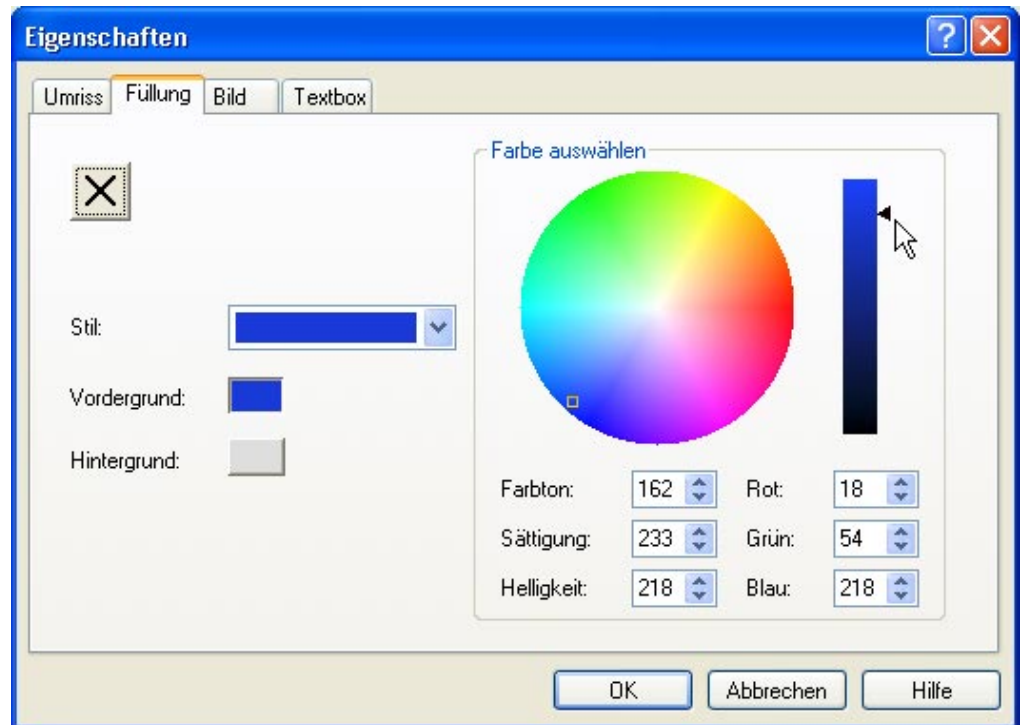 Eigenschaften
Umriss Füllung Bild Textbox
Farbe auswählen
Stil:
Vordergrund:
Hintergrund:
Farbton: 162 Rot: 18
Sättigung: 233 Grün: 54
Helligkeit: 218 Blau: 218
OK Abbrechen Hilfe